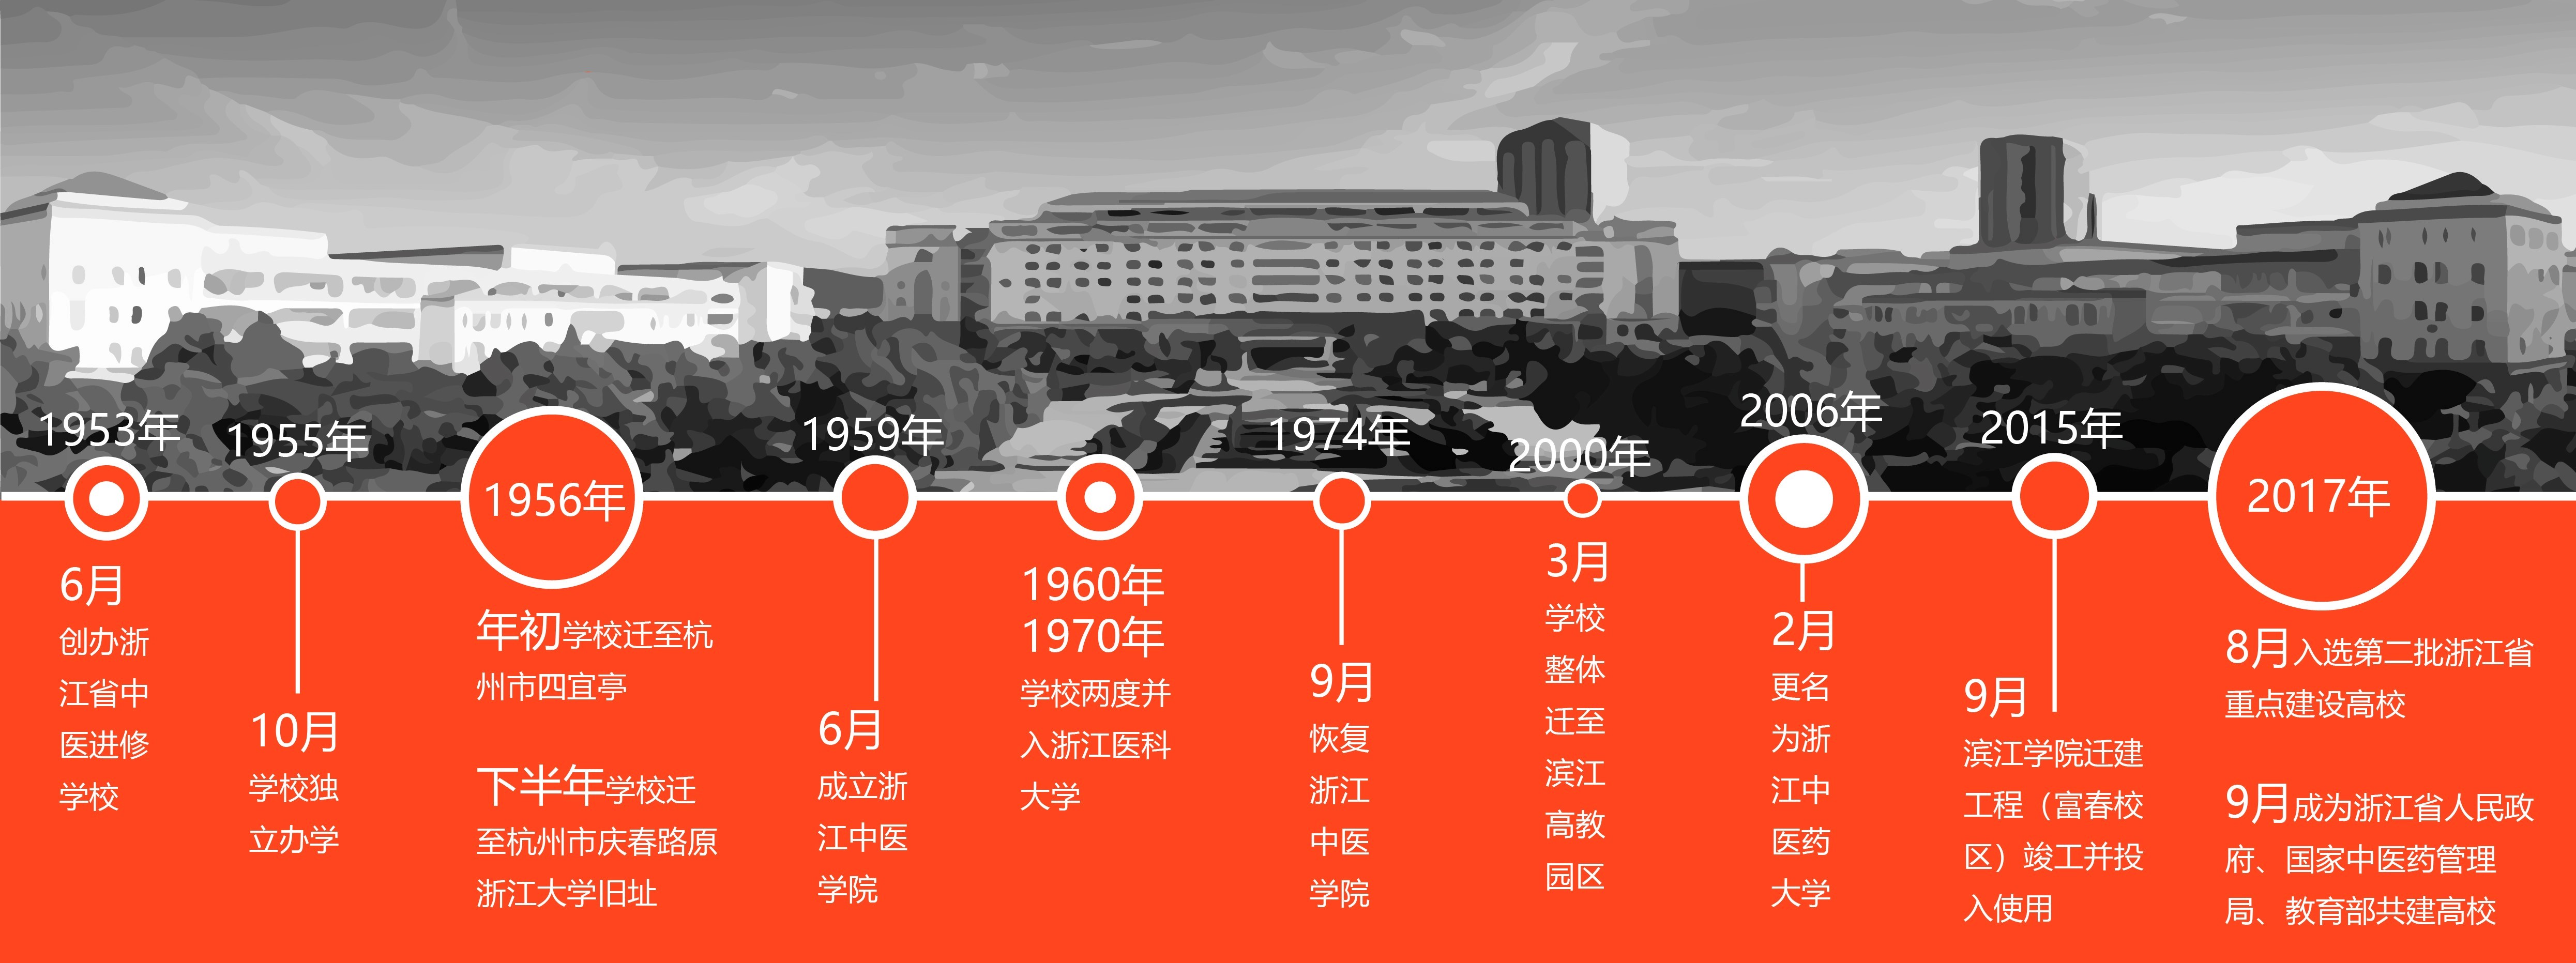 1953年
6月
创办浙
江省中
医进修
学校
1955年
10月
学校独
立办学
1956年
年初学校迁至杭
州市四宜亭
下半年学校迁
至杭州市庆春路原
浙江大学旧址
1959年
6月
成立浙
江中医
学院
1960年
1970年
学校两度并
入浙江医科
大学
1974年
9月
恢复
浙江
中医
学院
2000年
3月
学校
整体
迁至
滨江
高教
园区
2006年
2月
更名
为浙
江中
医药
大学
2015年
9月
滨江学院迁建
工程（富春校
区）竣工并投
入使用
2017年
8月入选第二批浙江省
重点建设高校
9月成为浙江省人民政
府、国家中医药管理
局、教育部共建高校